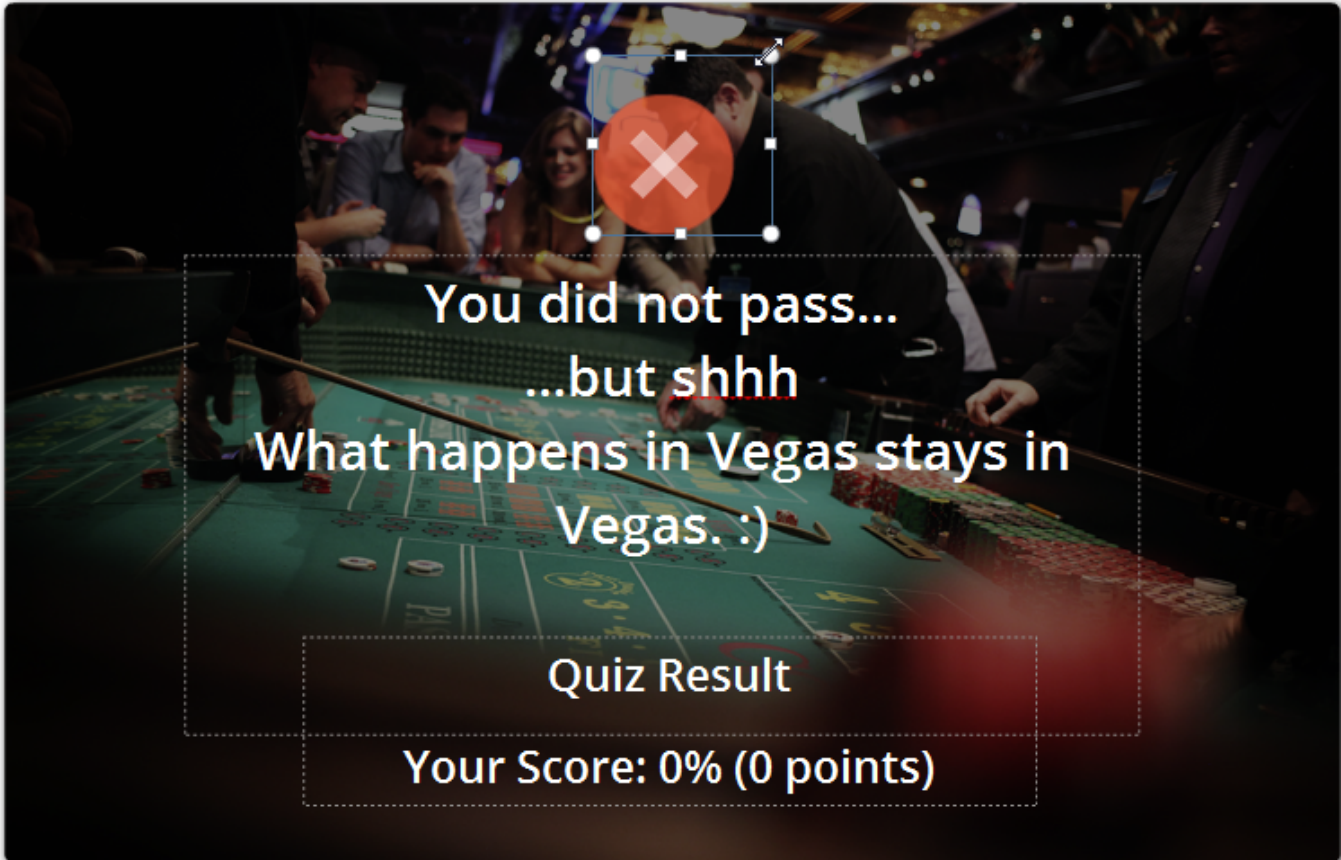 You did not pass...
...but shhh
What happens in Vegas stays in
Vegas. :)
Quiz Result
Your Score: 0% (0 points)